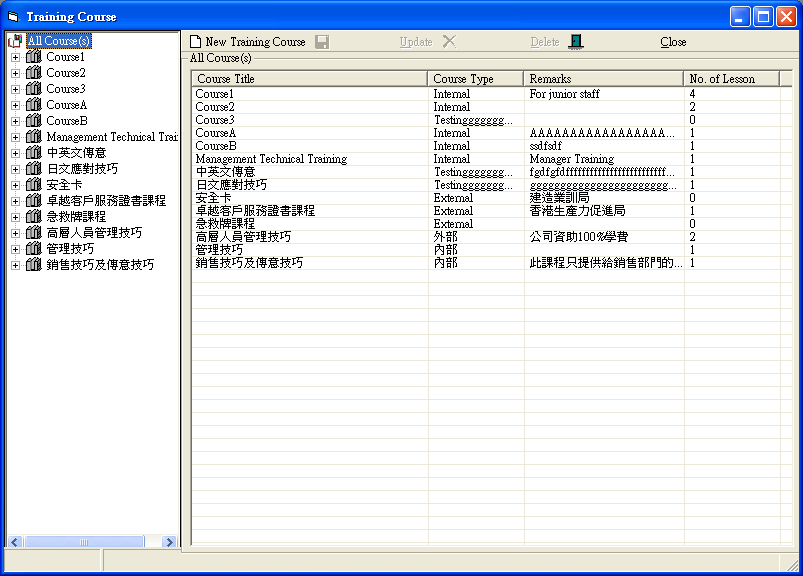 Training Course
New Training Course Update Delete Close
All Course(s)
Course1
Course2
Course3
CourseA
CourseB
Management Technical Trai
中英文傳意
日文應對技巧
安全卡
卓越客戶服務證書課程
急救牌課程
高層人員管理技巧
管理技巧
銷售技巧及傳意技巧
All Course(s)
Course Title Course Type Remarks No. of Lesson
Course1 Internal For junior staff 4
Course2 Internal 2
Course3 Testinggggggg... 0
CourseA Internal AAAAAAAAAAAAAAAAA... 1
CourseB Internal ssdfsdf 1
Management Technical Training Internal Manager Training 1
中英文傳意 Testinggggggg... 1
日文應對技巧 Testinggggggg... 1
安全卡 External 建造業訓局 0
卓越客戶服務證書課程 External 香港生產力促進局 1
急救牌課程 External 0
高層人員管理技巧 外部 公司資助100%學費 2
管理技巧 內部 1
銷售技巧及傳意技巧 內部 此課程只提供給銷售部門的... 1